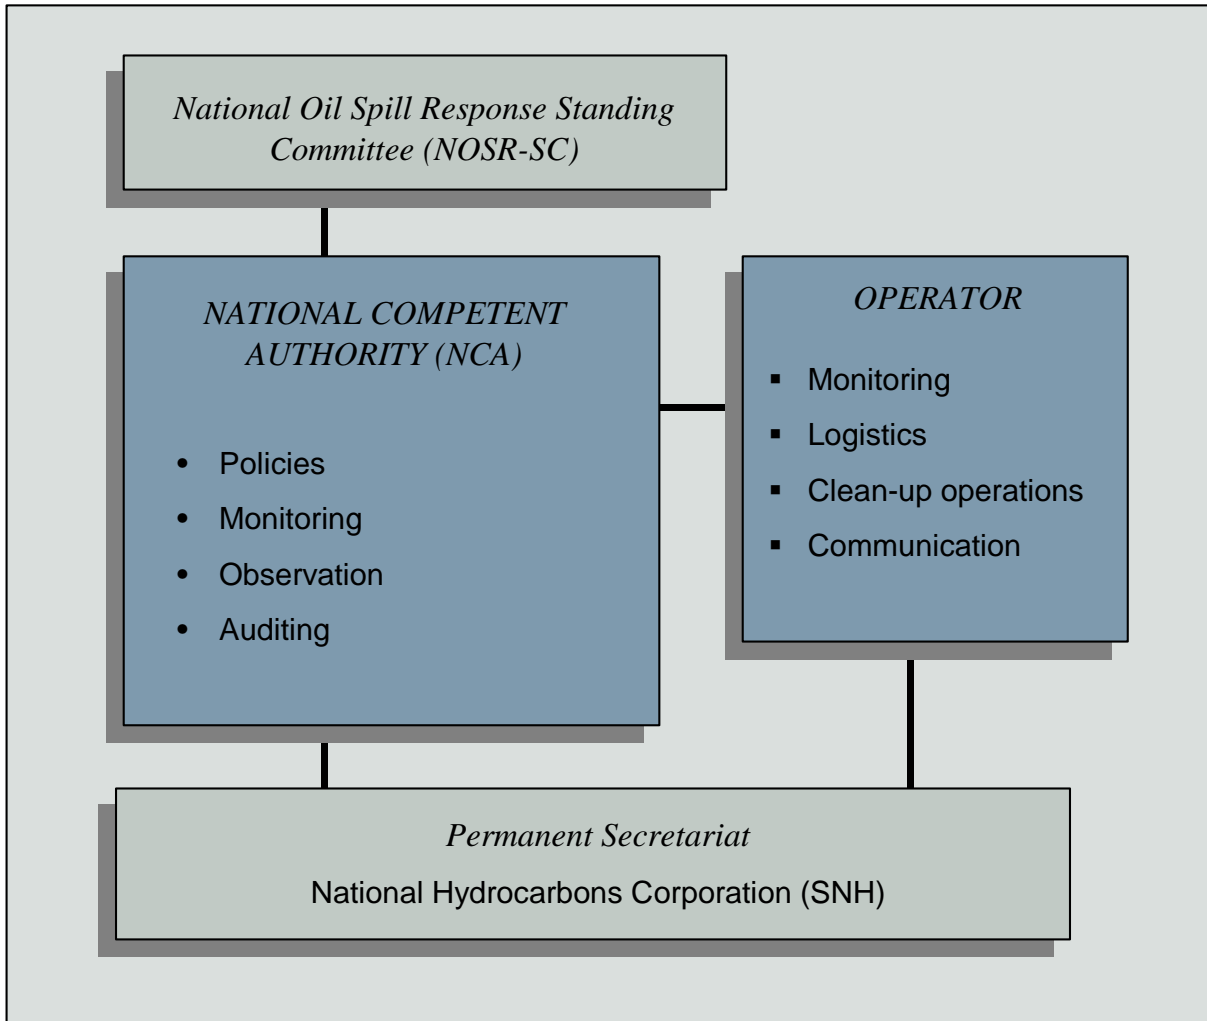 National Oil Spill Response Standing
Committee (NOSR-SC)
NATIONAL COMPETENT
AUTHORITY (NCA)
• Policies
• Monitoring
• Observation
• Auditing
OPERATOR
▪ Monitoring
▪ Logistics
▪ Clean-up operations
▪ Communication
Permanent Secretariat
National Hydrocarbons Corporation (SNH)